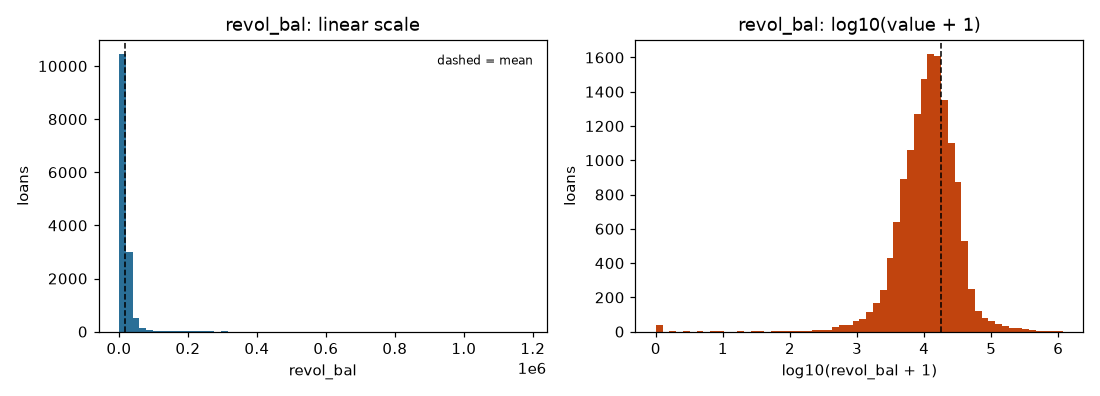 revol_bal: linear scale
dashed = mean
10000
8000
6000
4000
2000
0
loans
0.0 0.2 0.4 0.6 0.8 1.0 1.2
1e6
revol_bal
revol_bal: log10(value + 1)
1600
1400
1200
1000
800
600
400
200
0
loans
0 1 2 3 4 5 6
log10(revol_bal + 1)